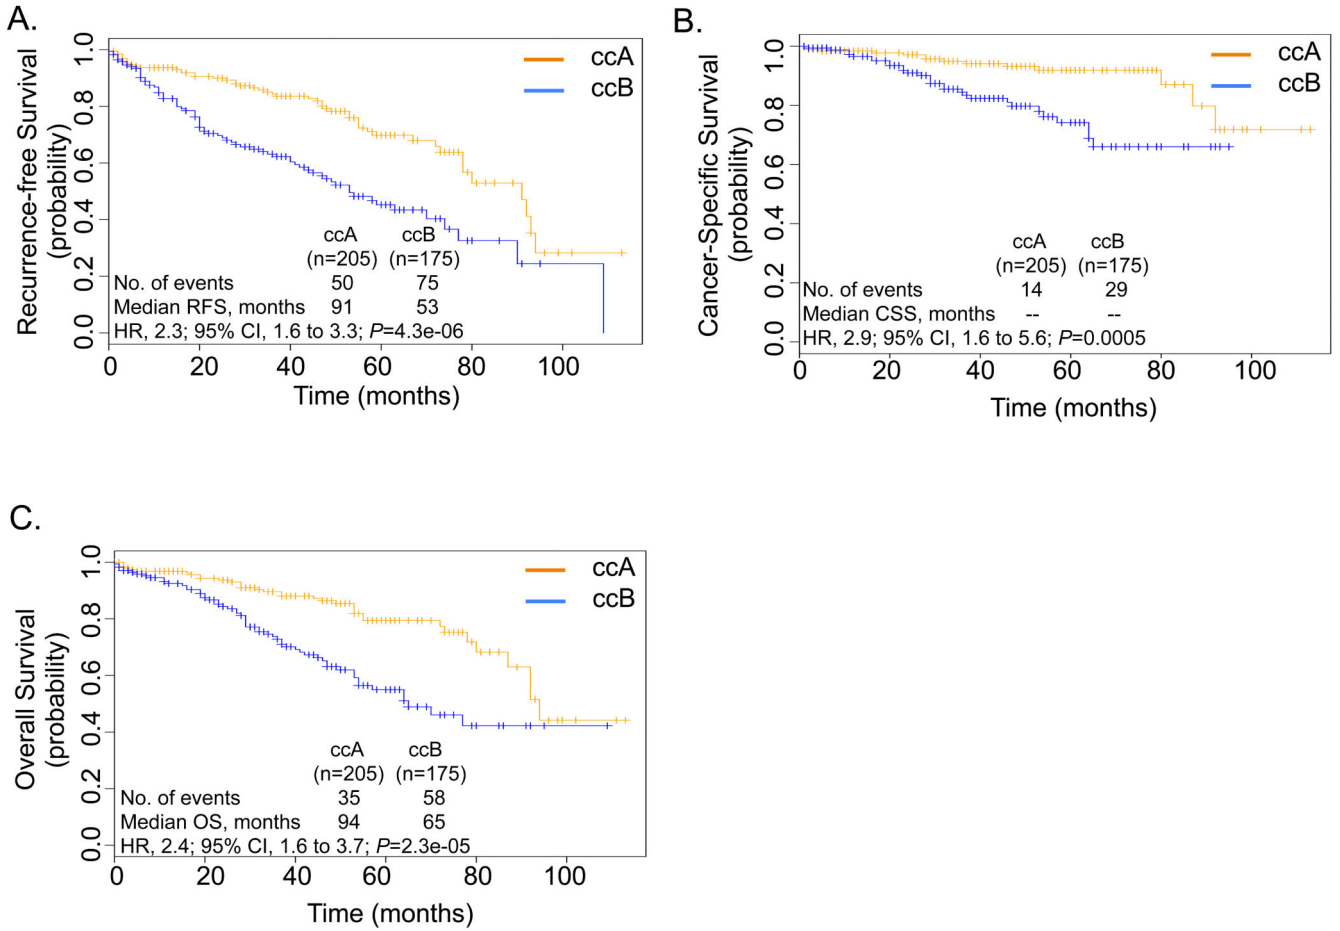 A.
Recurrence-free Survival
(probability)
1.0
0.8
0.6
0.4
0.2
0.0
ccA
ccB
ccA ccB
(n=205) (n=175)
No. of events 50 75
Median RFS, months 91 53
HR, 2.3; 95% CI, 1.6 to 3.3; P=4.3e-06
0 20 40 60 80 100
Time (months)
B.
Cancer-Specific Survival
(probability)
1.0
0.8
0.6
0.4
0.2
0.0
ccA
ccB
ccA ccB
(n=205) (n=175)
No. of events 14 29
Median CSS, months -- --
HR, 2.9; 95% CI, 1.6 to 5.6; P=0.0005
0 20 40 60 80 100
Time (months)
C.
Overall Survival
(probability)
1.0
0.8
0.6
0.4
0.2
0.0
ccA
ccB
ccA ccB
(n=205) (n=175)
No. of events 35 58
Median OS, months 94 65
HR, 2.4; 95% CI, 1.6 to 3.7; P=2.3e-05
0 20 40 60 80 100
Time (months)